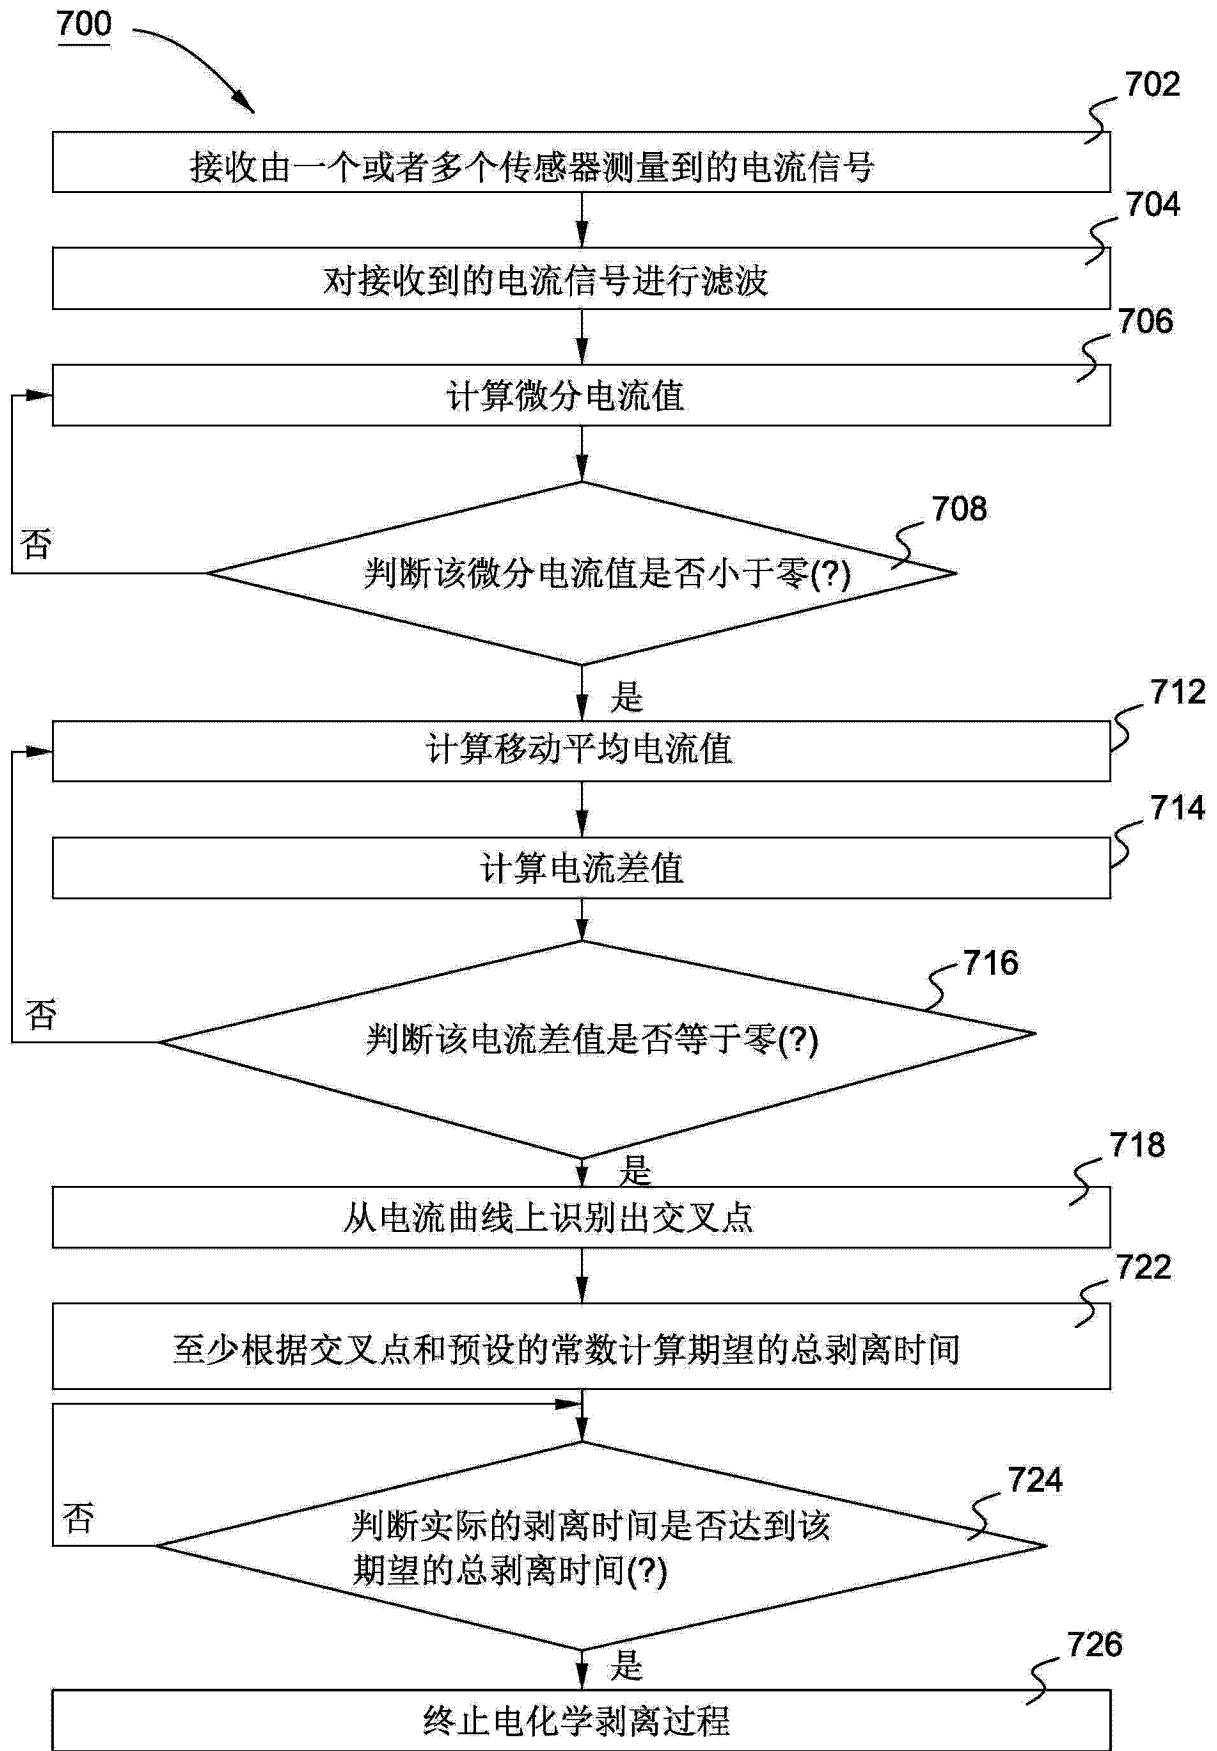 700
702
接收由一个或者多个传感器测量到的电流信号
704
对接收到的电流信号进行滤波
706
计算微分电流值
708
判断该微分电流值是否小于零(?)
否
是
712
计算移动平均电流值
714
计算电流差值
716
判断该电流差值是否等于零(?)
否
是
718
从电流曲线上识别出交叉点
722
至少根据交叉点和预设的常数计算期望的总剥离时间
724
判断实际的剥离时间是否达到该
期望的总剥离时间(?)
否
是
726
终止电化学剥离过程